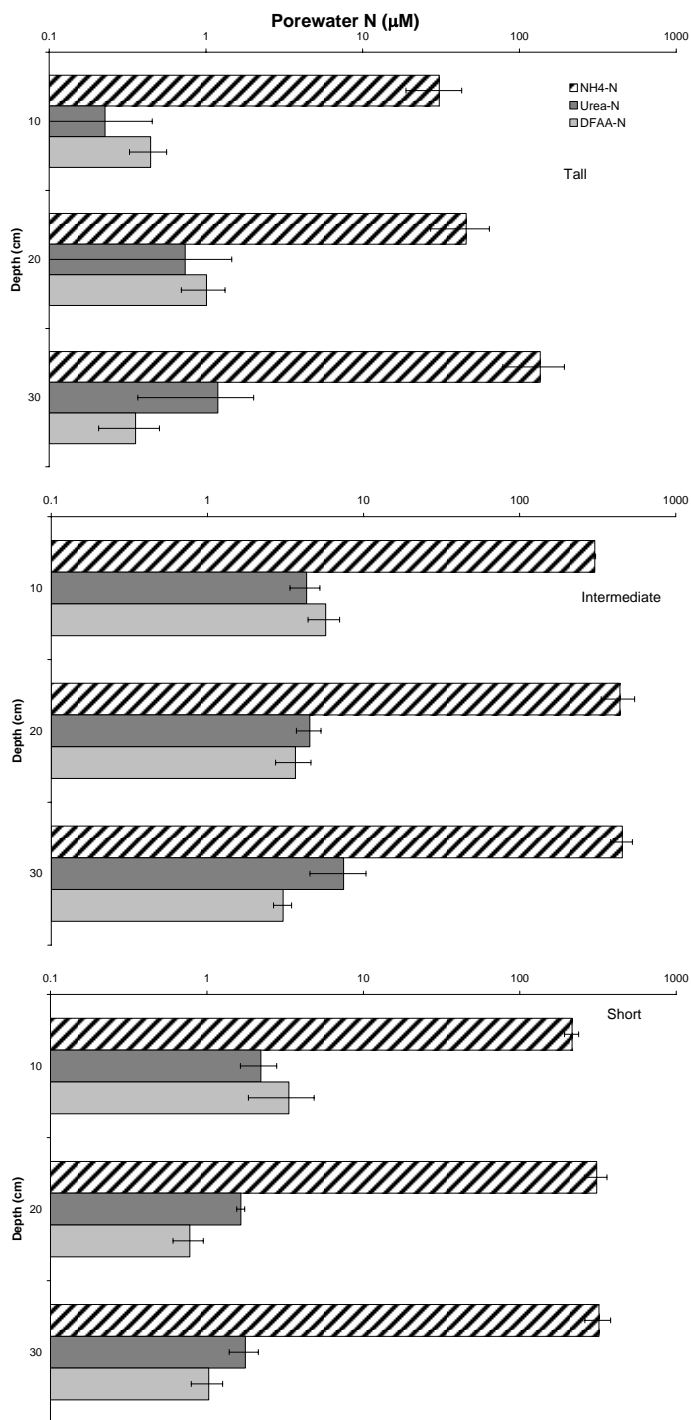 Porewater N (μM)
0.1 1 10 100 1000
NH4-N
Urea-N
DFAA-N
Tall
10
20
30
Depth (cm)
0.1 1 10 100 1000
Intermediate
10
20
30
Depth (cm)
0.1 1 10 100 1000
Short
10
20
30
Depth (cm)